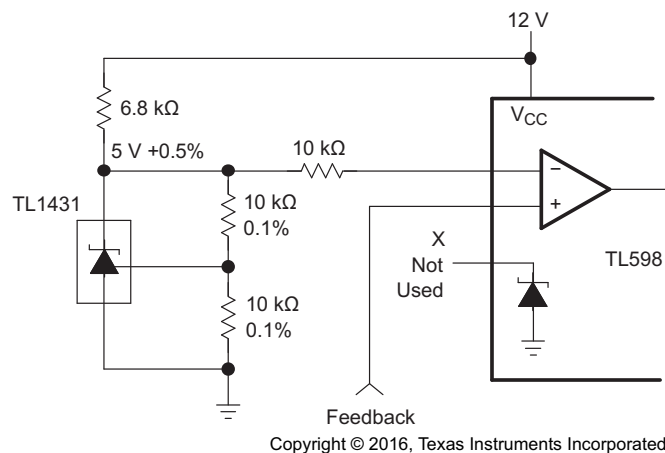 12 V
6.8 kΩ
VCC
5 V +0.5%
10 kΩ
TL1431
10 kΩ
0.1%
−
+
X
Not
Used
TL598
10 kΩ
0.1%
Feedback
Copyright © 2016, Texas Instruments Incorporated